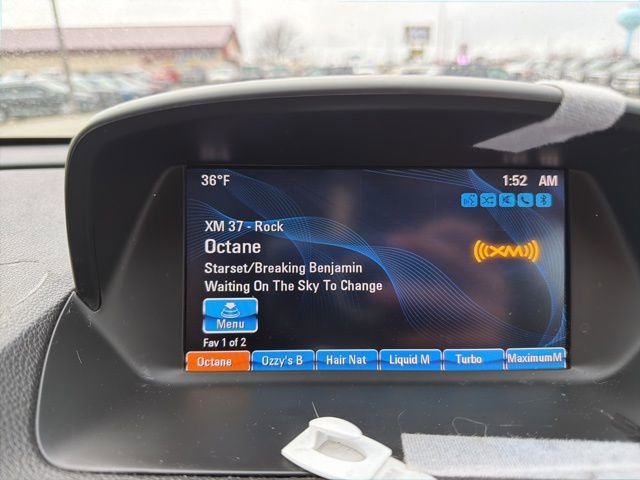 36°F
1:52 AM
XM 37 - Rock
Octane
((XM))
Starset/Breaking Benjamin
Waiting On The Sky To Change
Menu
Fav 1 of 2
Octane
Ozzy's B
Hair Nat
Liquid M
Turbo
MaximumM